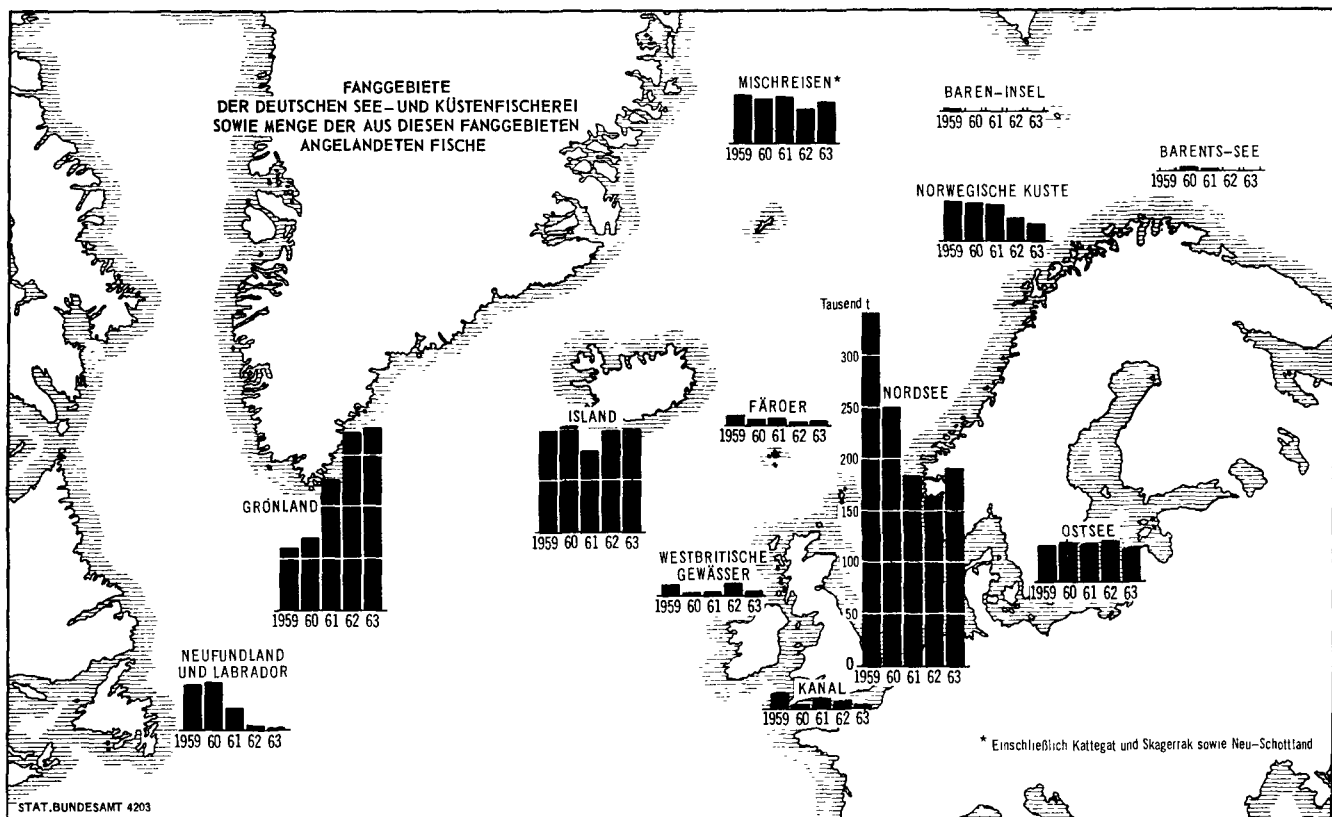 FANGGEBIETE
DER DEUTSCHEN SEE-UND KÜSTENFISCHEREI
SOWIE MENGE DER AUS DIESEN FANGGEBIETEN
ANGELANDETEN FISCHE
MISCHREISEN*
1959 60 61 62 63
BAREN-INSEL
1959 60 61 62 63
BARENTS-SEE
1959 60 61 62 63
NORWEGISCHE KUSTE
1959 60 61 62 63
Tausend t
300
250
200
150
100
50
0
NORDSEE
1959 60 61 62 63
FÄROER
1959 60 61 62 63
ISLAND
1959 60 61 62 63
GRÖNLAND
1959 60 61 62 63
WESTBRITISCHE
GEWÄSSER
1959 60 61 62 63
OSTSEE
1959 60 61 62 63
NEUFUNDLAND
UND LABRADOR
1959 60 61 62 63
KANAL
1959 60 61 62 63
* Einschließlich Kattegat und Skagerrak sowie Neu-Schottland
STAT.BUNDESAMT 4203